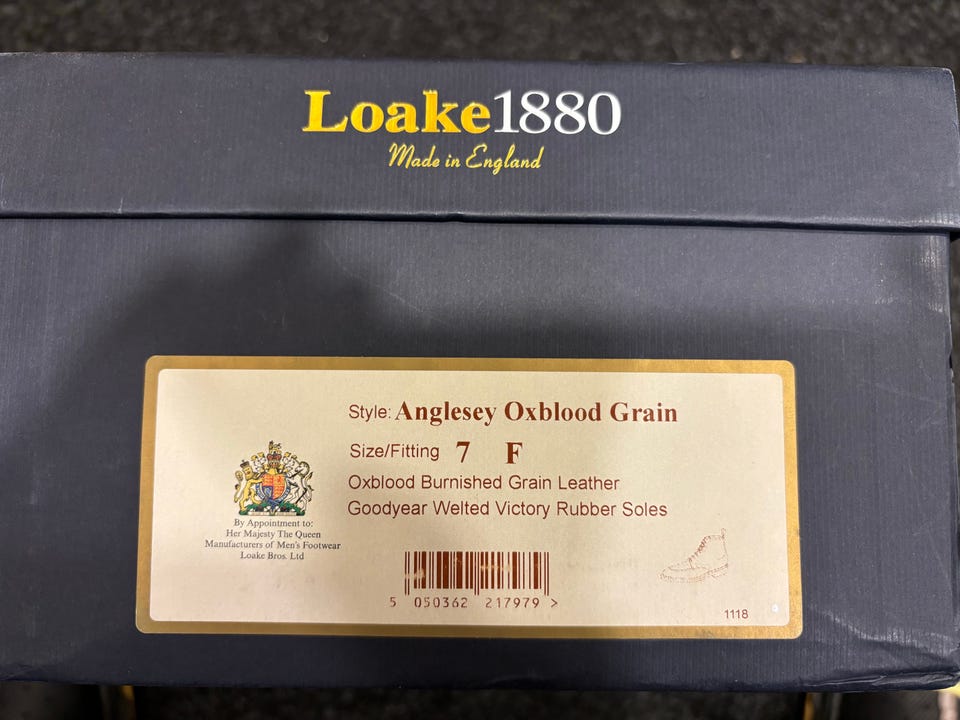 Loake1880
Made in England
Style: Anglesey Oxblood Grain
Size/Fitting 7 F
Oxblood Burnished Grain Leather
Goodyear Welted Victory Rubber Soles
By Appointment to:
Her Majesty The Queen
Manufacturers of Men's Footwear
Loake Bros. Ltd
5 050362 217979 >
1118